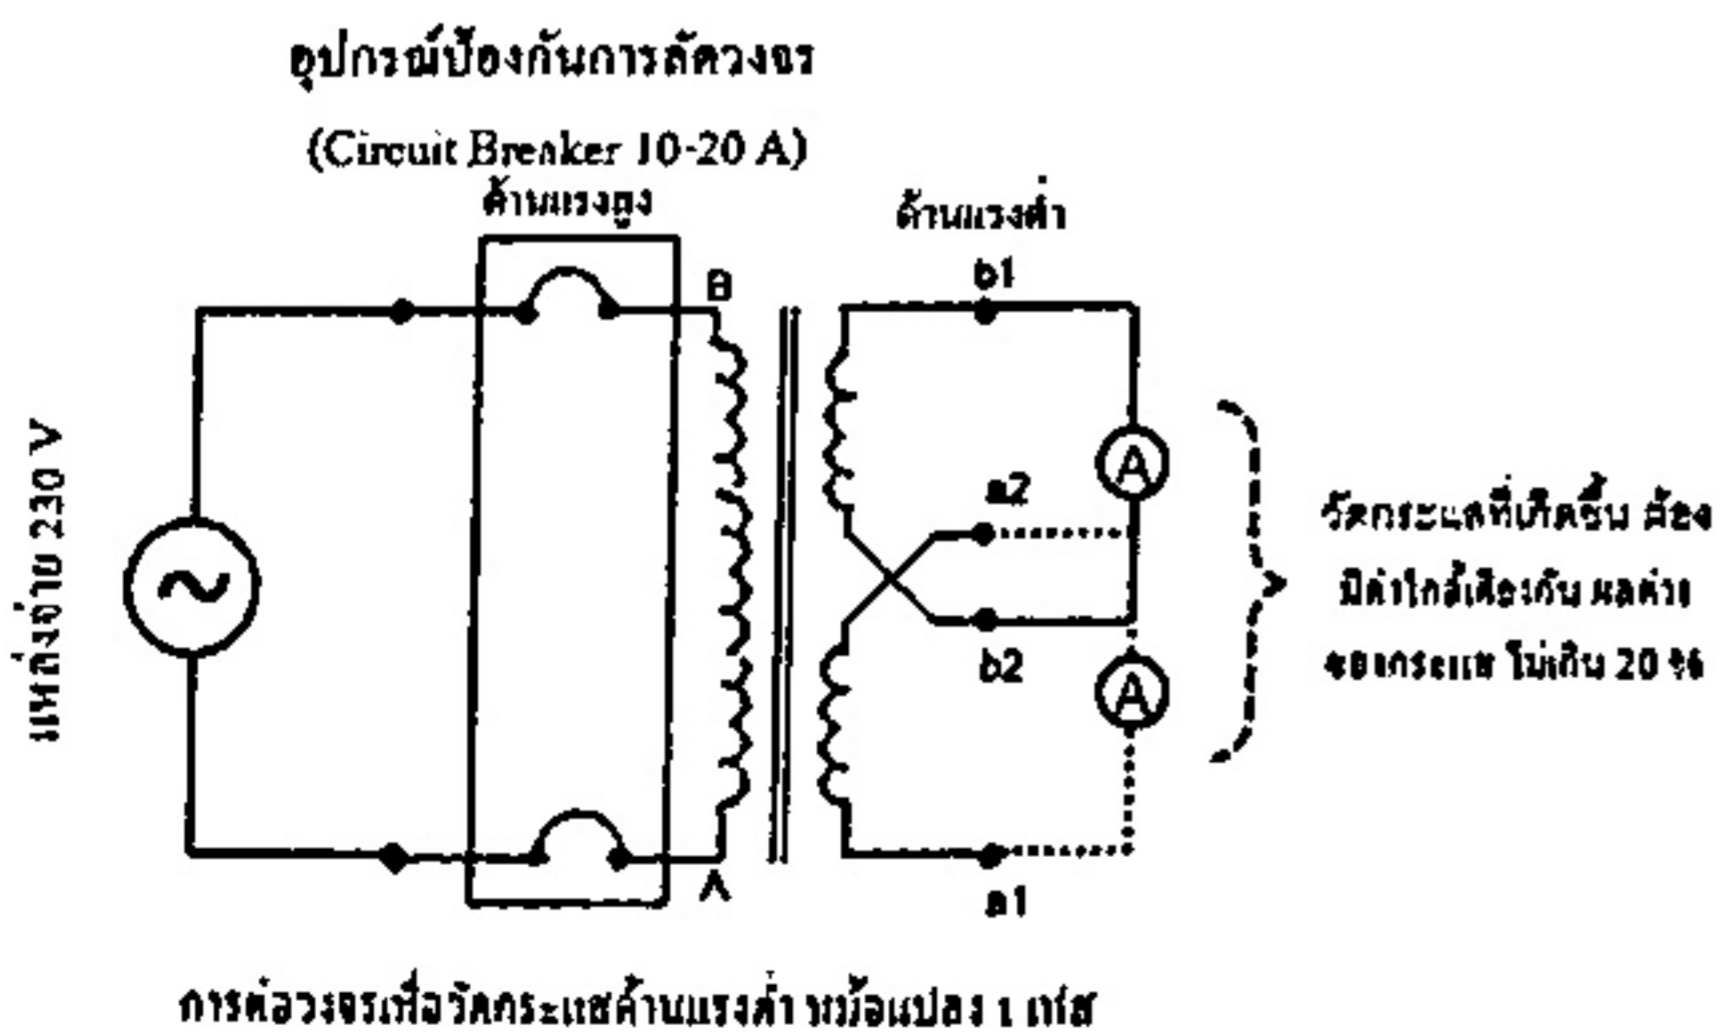 อุปกรณ์ป้องกันการลัดวงจร
(Circuit Breaker 10-20 A)
ด้านแรงสูง
ด้านแรงต่ำ
b1
B
แหล่งจ่าย 230 V
A
a2
วัดกระแสที่เกิดขึ้น ต้อง
มีค่าใกล้เคียงกัน ผลต่าง
ของกระแส ไม่เกิน 20 %
b2
A
A
a1
การต่อวงจรเพื่อวัดกระแสด้านแรงต่ำ หม้อแปลง 1 เฟส